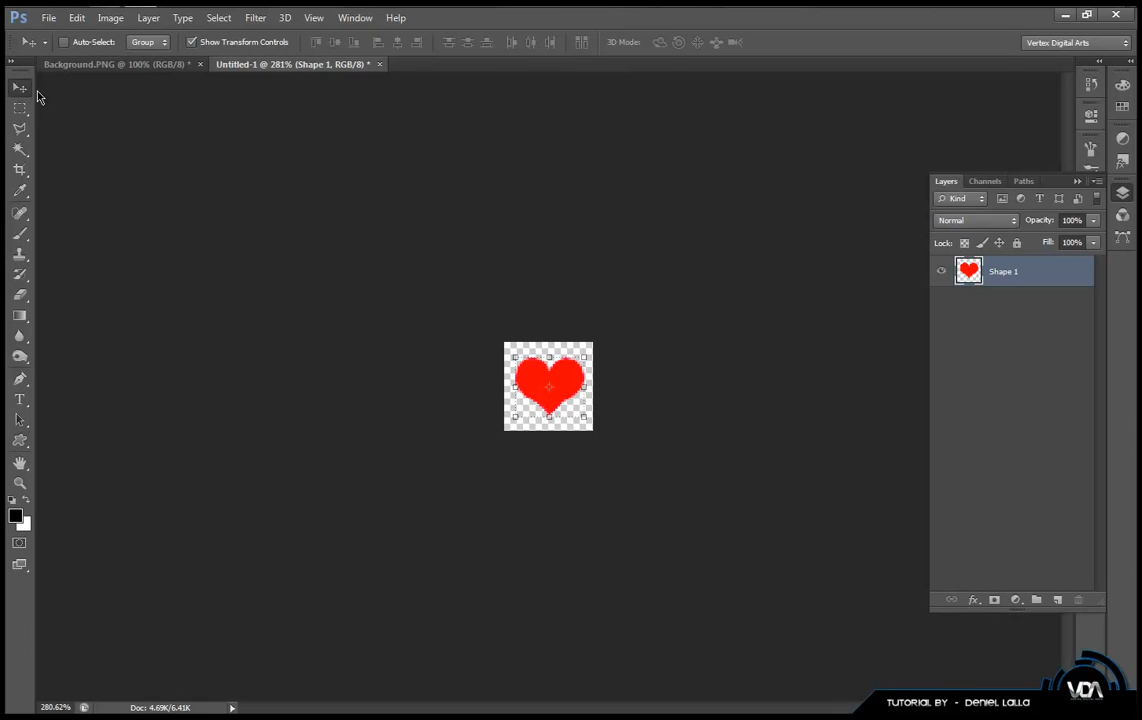 Ps File Edit Image Layer Type Select Filter 3D View Window Help
Auto-Select: Group Show Transform Controls 3D Mode: Vertex Digital Arts
Background.PNG @ 100% (RGB/8) * × Untitled-1 @ 281% (Shape 1, RGB/8) * ×
Layers Channels Paths
Kind
Normal Opacity: 100%
Lock: Fill: 100%
Shape 1
280.62% Doc: 4.69K/6.41K
VDA
TUTORIAL BY - DENIEL LALLA